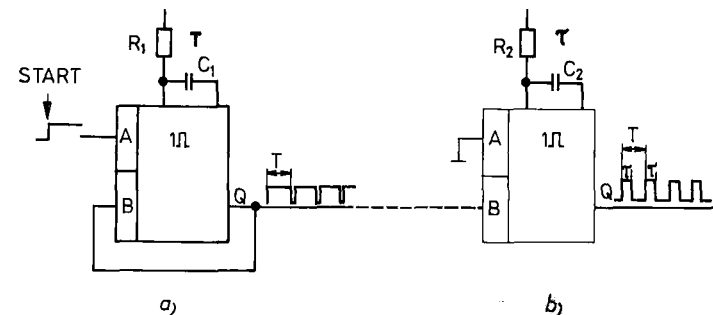 R₁ T
C₁
START
A
1⎍
B
Q
T
a)
R₂ τ
C₂
A
1⎍
B
T
τ τ
Q
b)